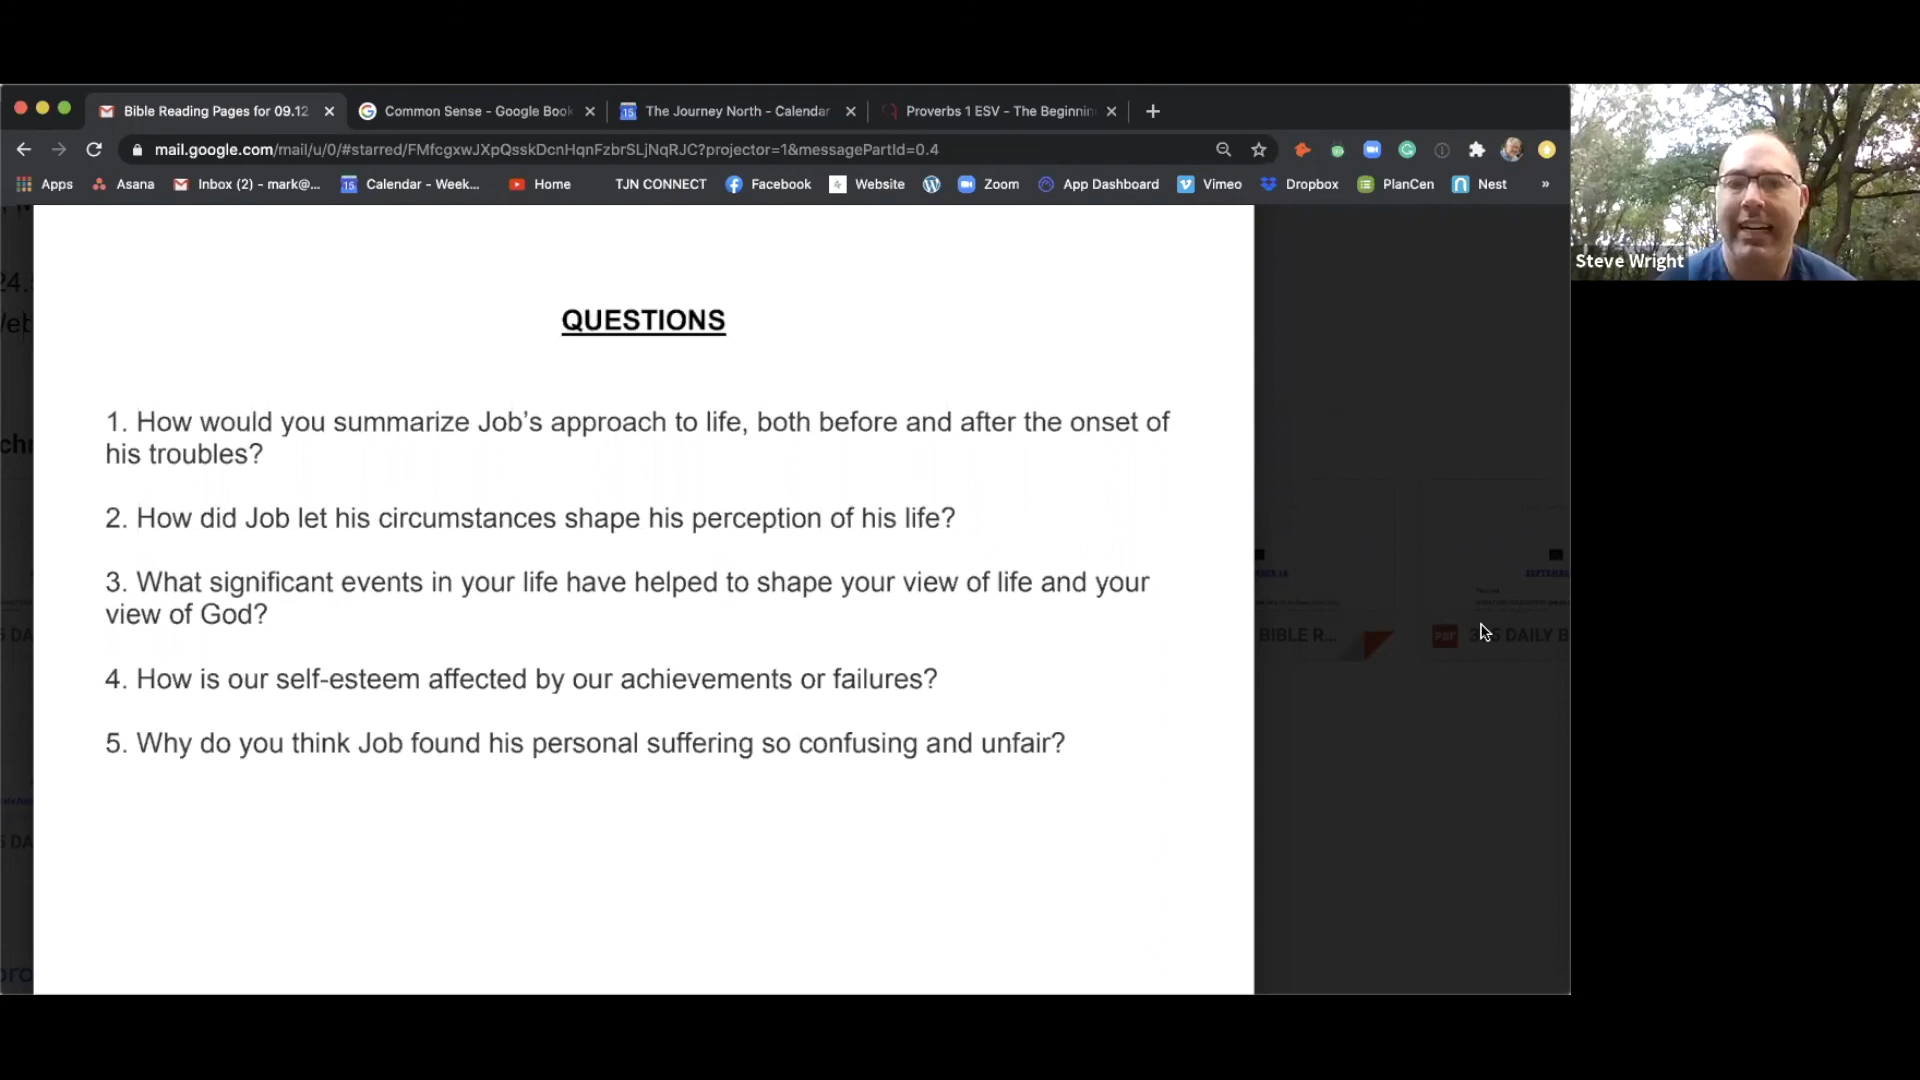 Bible Reading Pages for 09.12
Common Sense - Google Book
15
The Journey North - Calendar
Proverbs 1 ESV - The Beginnin
mail.google.com/mail/u/0/#starred/FMfcgxwJXpQsskDcnHqnFzbrSLjNqRJC?projector=1&messagePartId=0.4
Apps
Asana
Inbox (2) - mark@...
15
Calendar - Week...
Home
TJN CONNECT
Facebook
Website
Zoom
App Dashboard
Vimeo
Dropbox
PlanCen
Nest
»
Steve Wright
QUESTIONS
1. How would you summarize Job’s approach to life, both before and after the onset of
his troubles?
2. How did Job let his circumstances shape his perception of his life?
3. What significant events in your life have helped to shape your view of life and your
view of God?
4. How is our self-esteem affected by our achievements or failures?
5. Why do you think Job found his personal suffering so confusing and unfair?
BIBLE R...
PDF
DAILY B